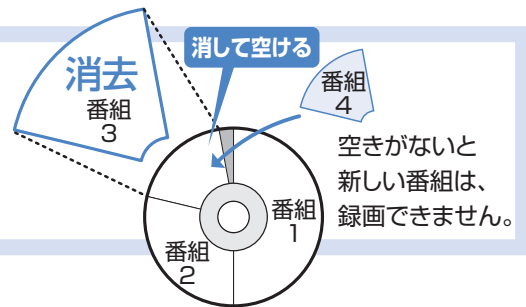 消去
番組
3
消して空ける
番組
4
空きがないと
新しい番組は、
録画できません。
番組
1
番組
2